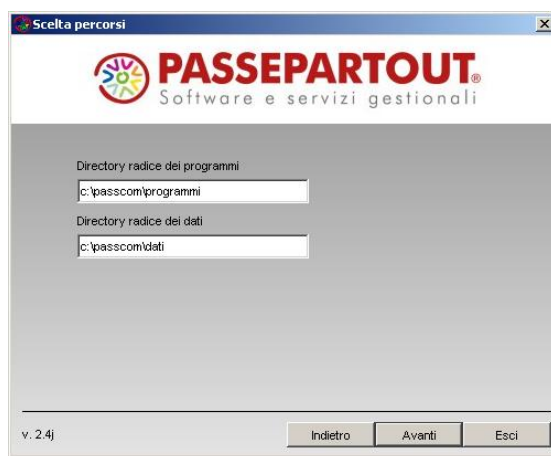 Scelta percorsi
PASSEPARTOUT®
Software e servizi gestionali
Directory radice dei programmi
c:\passcom\programmi
Directory radice dei dati
c:\passcom\dati
v. 2.4j
Indietro
Avanti
Esci